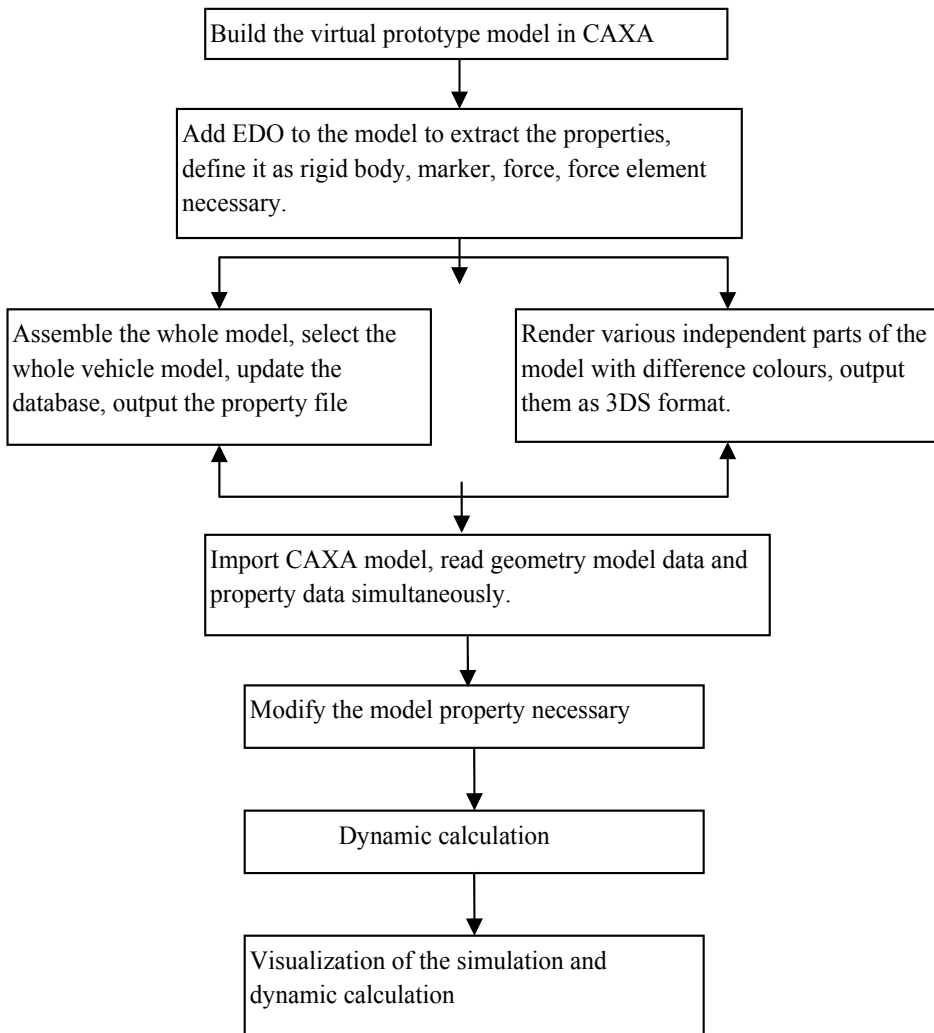 Build the virtual prototype model in CAXA
Add EDO to the model to extract the properties,
define it as rigid body, marker, force, force element
necessary.
Assemble the whole model, select the
whole vehicle model, update the
database, output the property file
Render various independent parts of the
model with difference colours, output
them as 3DS format.
Import CAXA model, read geometry model data and
property data simultaneously.
Modify the model property necessary
Dynamic calculation
Visualization of the simulation and
dynamic calculation